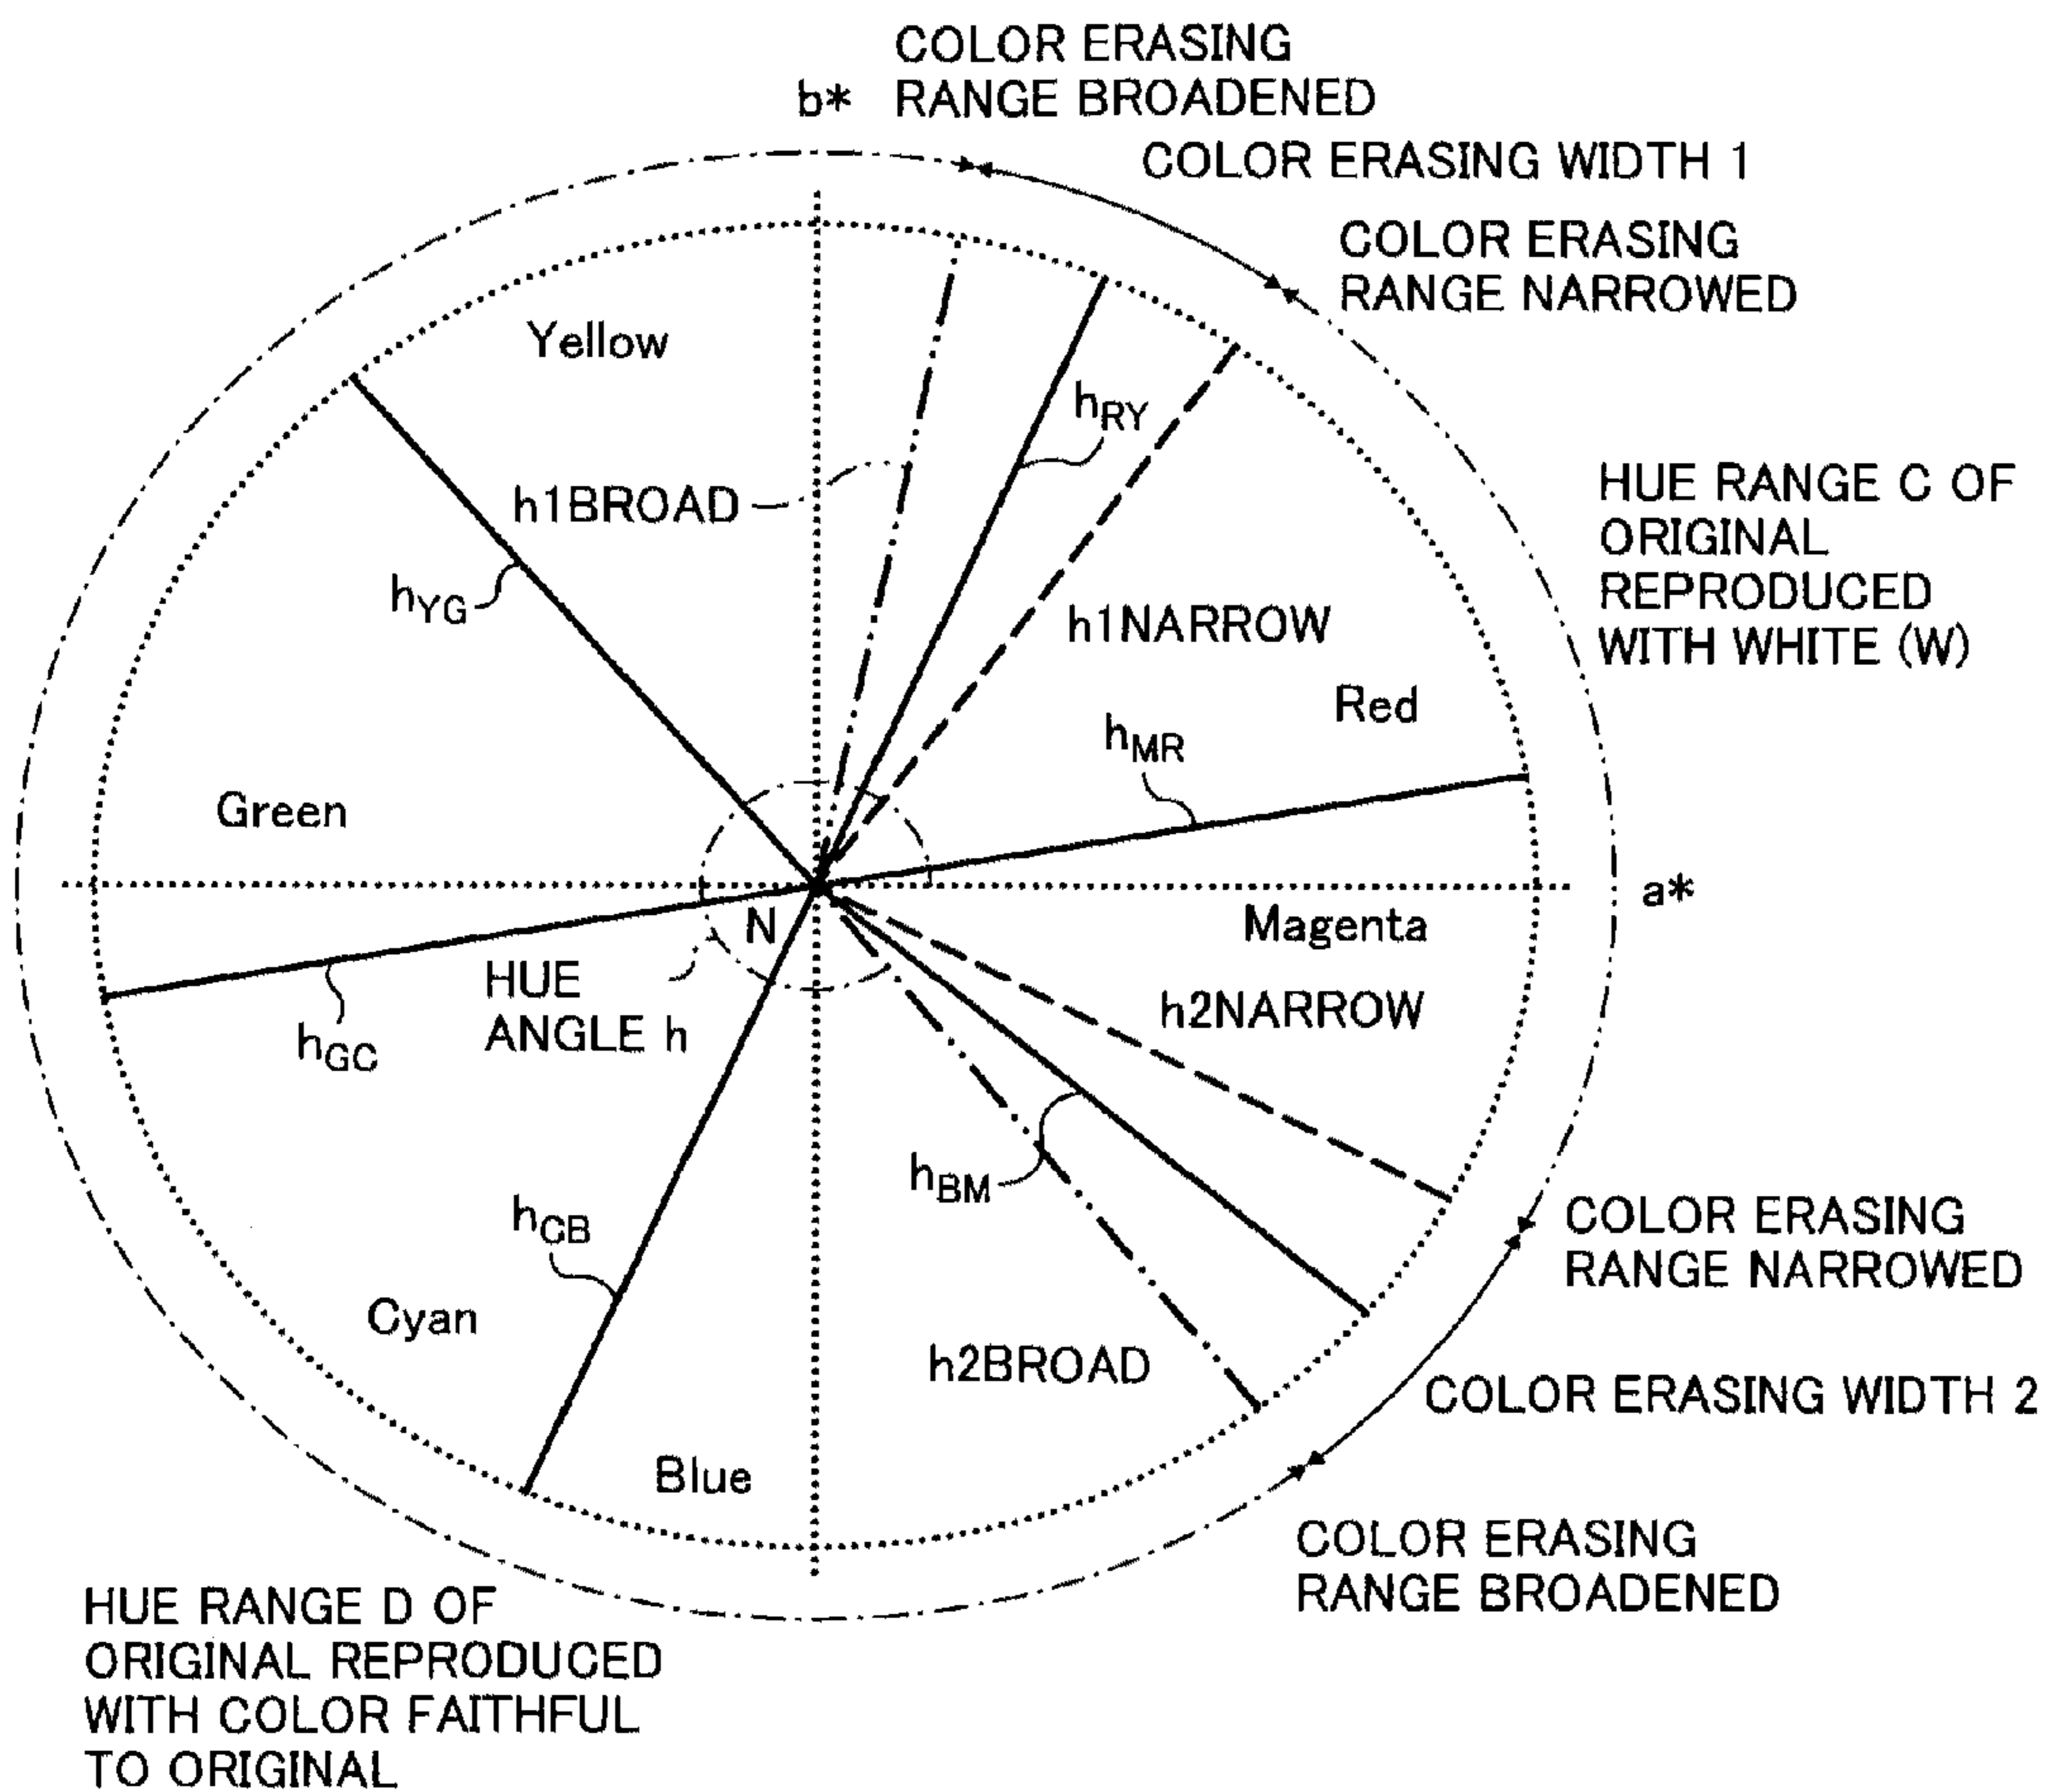 COLOR ERASING
b* RANGE BROADENED
COLOR ERASING WIDTH 1
COLOR ERASING
RANGE NARROWED
Yellow
hRY
h1BROAD
HUE RANGE C OF
ORIGINAL
REPRODUCED
WITH WHITE (W)
hYG
h1NARROW
Red
hMR
Green
a*
N
Magenta
HUE
ANGLE h
h2NARROW
hGC
hBM
hCB
COLOR ERASING
RANGE NARROWED
Cyan
h2BROAD
COLOR ERASING WIDTH 2
Blue
COLOR ERASING
RANGE BROADENED
HUE RANGE D OF
ORIGINAL REPRODUCED
WITH COLOR FAITHFUL
TO ORIGINAL